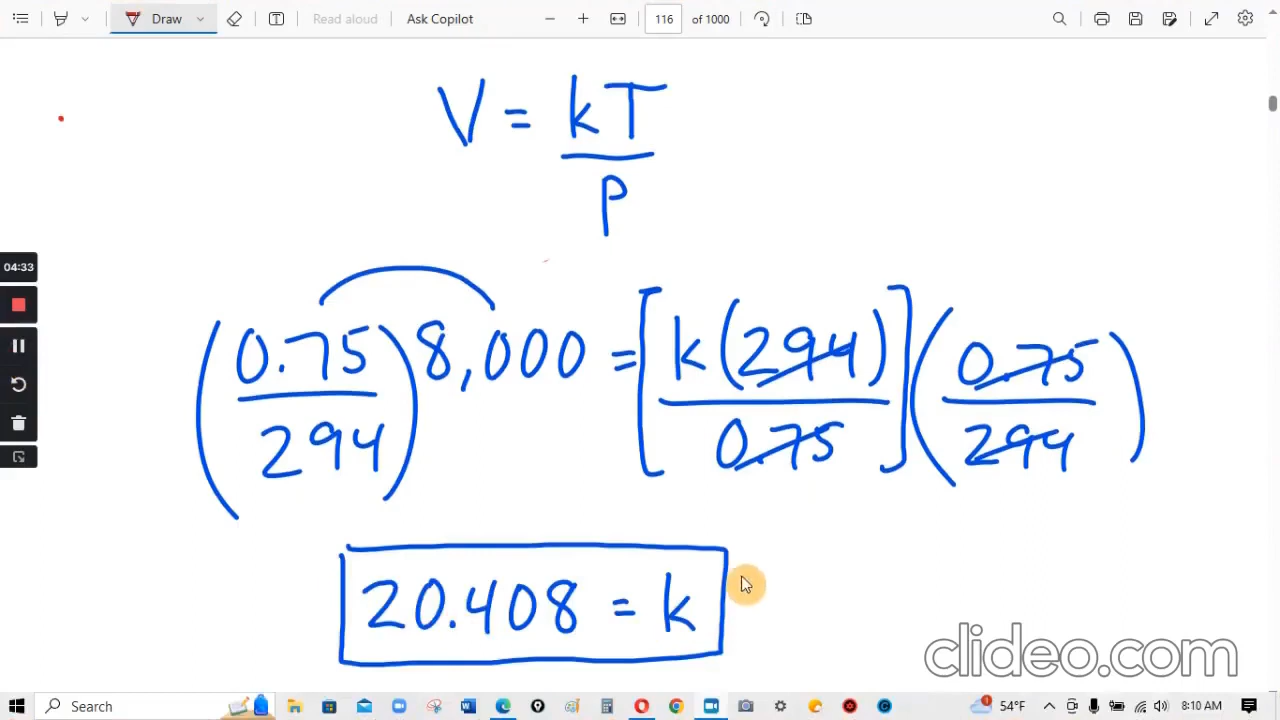 Draw Read aloud Ask Copilot 116 of 1000
V = kT
P
04:33
(0.75) 8,000 = [k(294)] (0.75)
294 0.75 294
20.408 = k
clideo.com
Search 54°F 8:10 AM